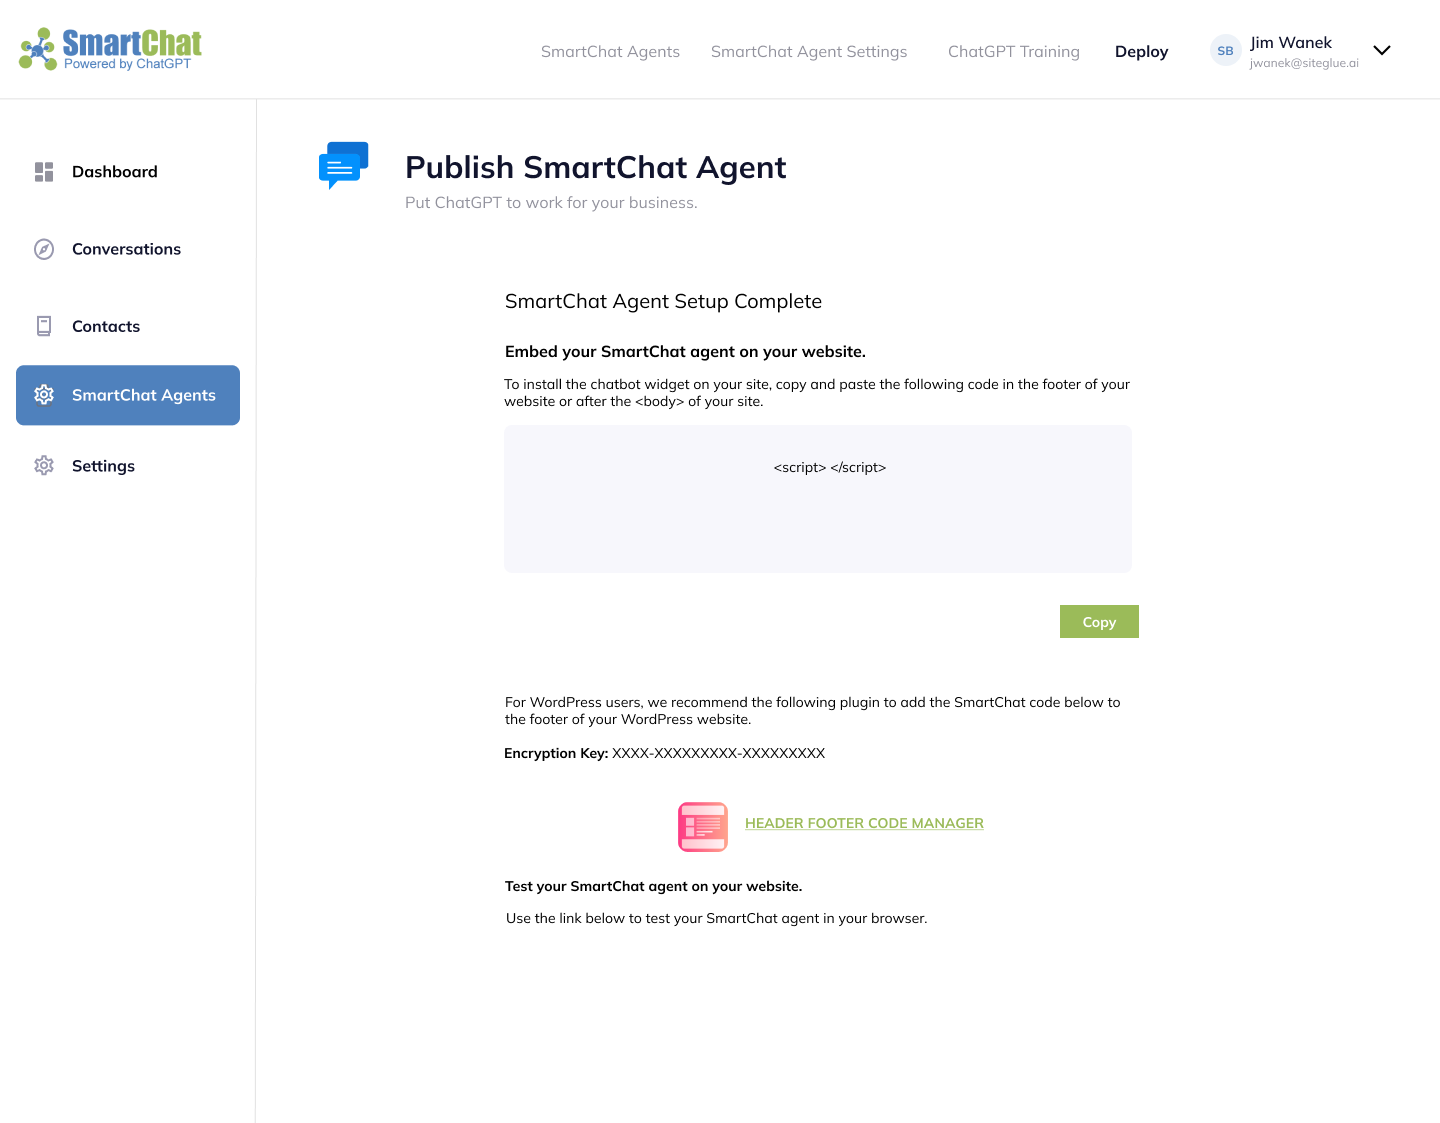 SmartChat
Powered by ChatGPT
SmartChat Agents
SmartChat Agent Settings
ChatGPT Training
Deploy
SB
Jim Wanek
jwanek@siteglue.ai
Dashboard
Conversations
Contacts
SmartChat Agents
Settings
Publish SmartChat Agent
Put ChatGPT to work for your business.
SmartChat Agent Setup Complete
Embed your SmartChat agent on your website.
To install the chatbot widget on your site, copy and paste the following code in the footer of your
website or after the <body> of your site.
<script> </script>
Copy
For WordPress users, we recommend the following plugin to add the SmartChat code below to
the footer of your WordPress website.
Encryption Key: XXXX-XXXXXXXXX-XXXXXXXXX
HEADER FOOTER CODE MANAGER
Test your SmartChat agent on your website.
Use the link below to test your SmartChat agent in your browser.